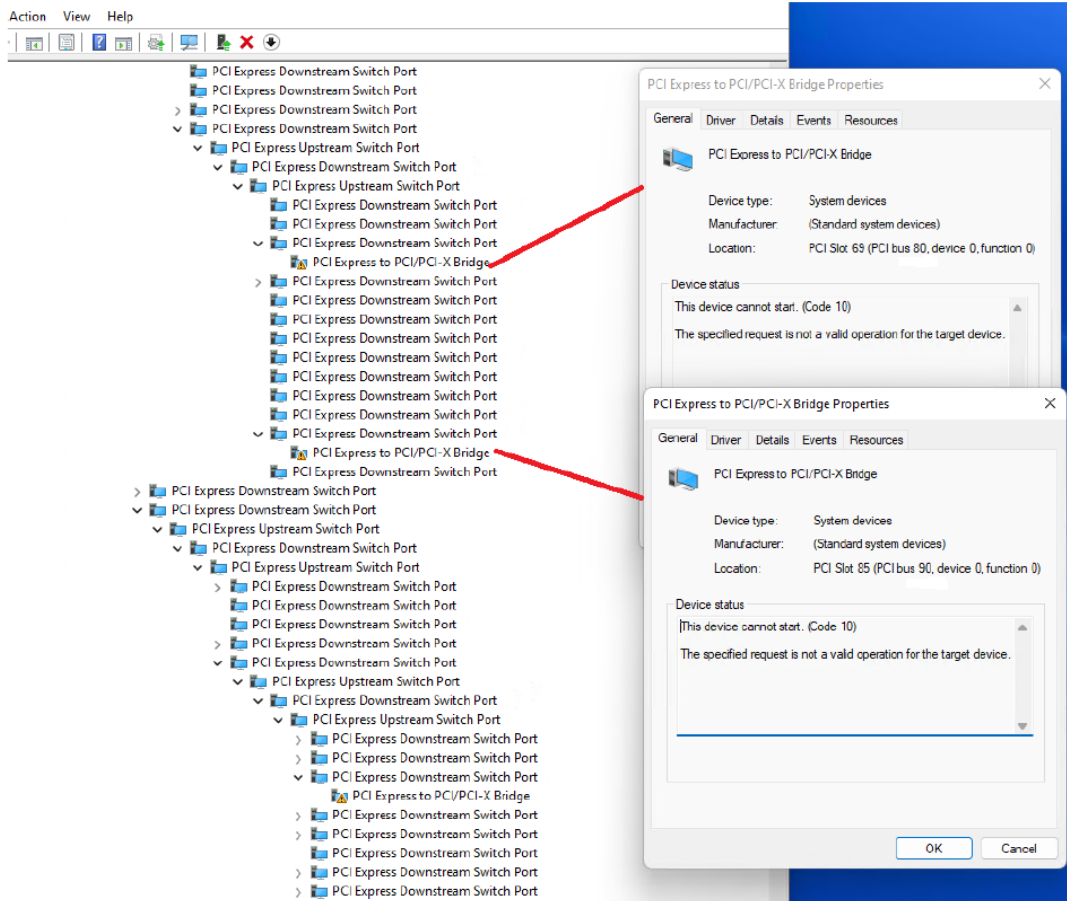 Action View Help
PCI Express Downstream Switch Port
PCI Express Downstream Switch Port
PCI Express Downstream Switch Port
PCI Express Downstream Switch Port
PCI Express Upstream Switch Port
PCI Express Downstream Switch Port
PCI Express Upstream Switch Port
PCI Express Downstream Switch Port
PCI Express Downstream Switch Port
PCI Express Downstream Switch Port
PCI Express to PCI/PCI-X Bridge
PCI Express Downstream Switch Port
PCI Express Downstream Switch Port
PCI Express Downstream Switch Port
PCI Express Downstream Switch Port
PCI Express Downstream Switch Port
PCI Express Downstream Switch Port
PCI Express Downstream Switch Port
PCI Express Downstream Switch Port
PCI Express Downstream Switch Port
PCI Express to PCI/PCI-X Bridge
PCI Express Downstream Switch Port
PCI Express Downstream Switch Port
PCI Express Downstream Switch Port
PCI Express Upstream Switch Port
PCI Express Downstream Switch Port
PCI Express Upstream Switch Port
PCI Express Downstream Switch Port
PCI Express Downstream Switch Port
PCI Express Downstream Switch Port
PCI Express Downstream Switch Port
PCI Express Downstream Switch Port
PCI Express Upstream Switch Port
PCI Express Downstream Switch Port
PCI Express Upstream Switch Port
PCI Express Downstream Switch Port
PCI Express Downstream Switch Port
PCI Express Downstream Switch Port
PCI Express to PCI/PCI-X Bridge
PCI Express Downstream Switch Port
PCI Express Downstream Switch Port
PCI Express Downstream Switch Port
PCI Express Downstream Switch Port
PCI Express Downstream Switch Port
PCI Express to PCI/PCI-X Bridge Properties
General Driver Details Events Resources
PCI Express to PCI/PCI-X Bridge
Device type: System devices
Manufacturer: (Standard system devices)
Location: PCI Slot 69 (PCI bus 80, device 0, function 0)
Device status
This device cannot start. (Code 10)
The specified request is not a valid operation for the target device.
PCI Express to PCI/PCI-X Bridge Properties
General Driver Details Events Resources
PCI Express to PCI/PCI-X Bridge
Device type: System devices
Manufacturer: (Standard system devices)
Location: PCI Slot 85 (PCI bus 90, device 0, function 0)
Device status
This device cannot start. (Code 10)
The specified request is not a valid operation for the target device.
OK Cancel